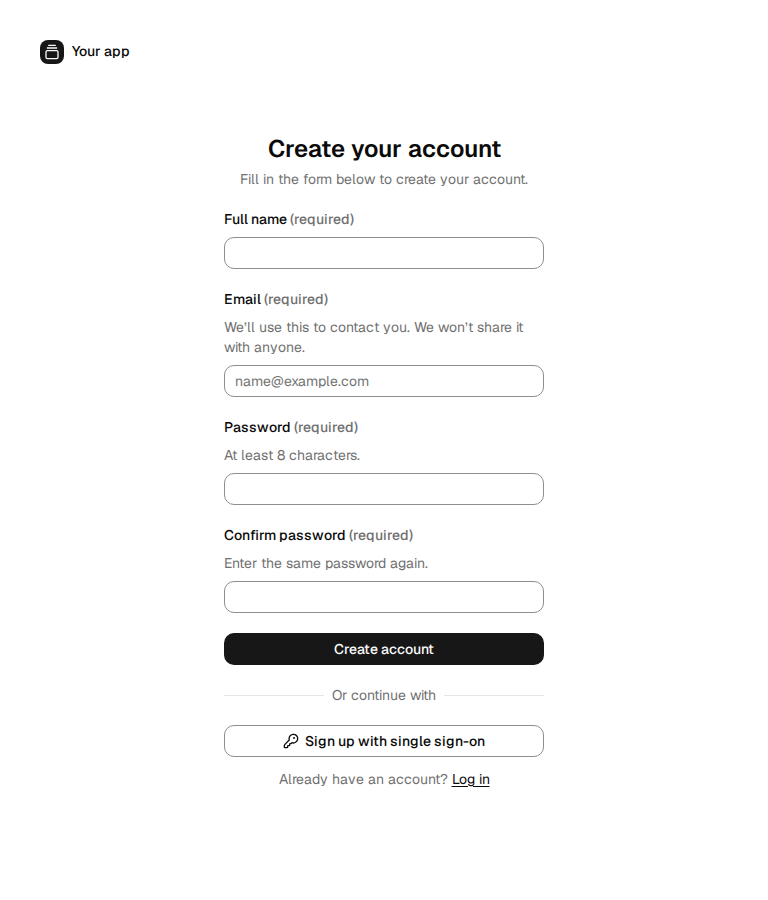 Your app
Create your account
Fill in the form below to create your account.
Full name (required)
Email (required)
We'll use this to contact you. We won't share it
with anyone.
name@example.com
Password (required)
At least 8 characters.
Confirm password (required)
Enter the same password again.
Create account
Or continue with
Sign up with single sign-on
Already have an account? Log in